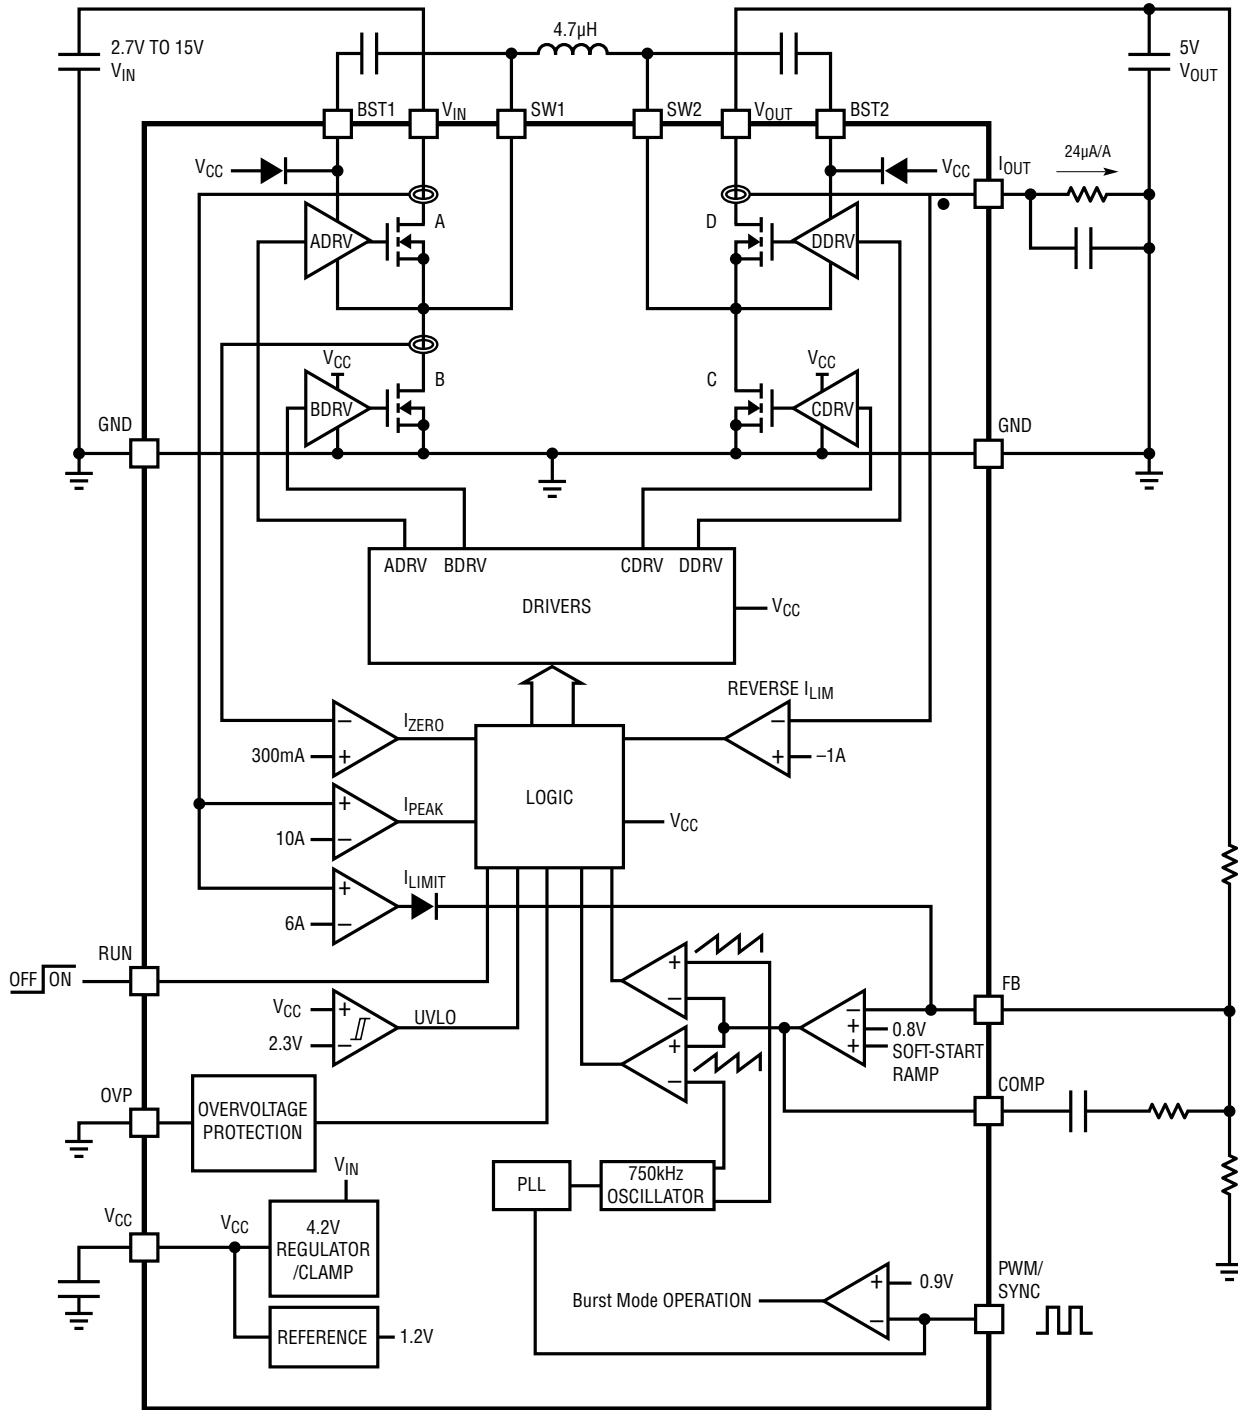 4.7µH
2.7V TO 15V
VIN
5V
VOUT
BST1
VIN
SW1
SW2
VOUT
BST2
VCC
VCC
IOUT
24µA/A
A
D
ADRV
DDRV
VCC
VCC
B
C
BDRV
CDRV
GND
GND
ADRV
BDRV
CDRV
DDRV
DRIVERS
VCC
REVERSE ILIM
–
IZERO
–
300mA
+
+
–1A
LOGIC
+
IPEAK
VCC
10A
–
+
ILIMIT
6A
–
RUN
OFF
ON
+
–
FB
VCC
+
UVLO
–
+
0.8V
2.3V
–
+
+
SOFT-START
RAMP
–
COMP
OVP
OVERVOLTAGE
PROTECTION
VIN
PLL
750kHz
OSCILLATOR
VCC
VCC
4.2V
REGULATOR
/CLAMP
PWM/
SYNC
+
0.9V
Burst Mode OPERATION
–
REFERENCE
1.2V